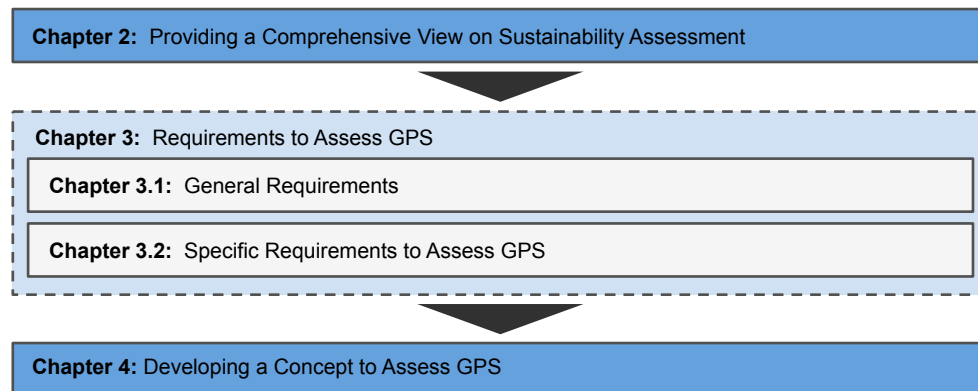 Chapter 2: Providing a Comprehensive View on Sustainability Assessment
Chapter 3: Requirements to Assess GPS
Chapter 3.1: General Requirements
Chapter 3.2: Specific Requirements to Assess GPS
Chapter 4: Developing a Concept to Assess GPS